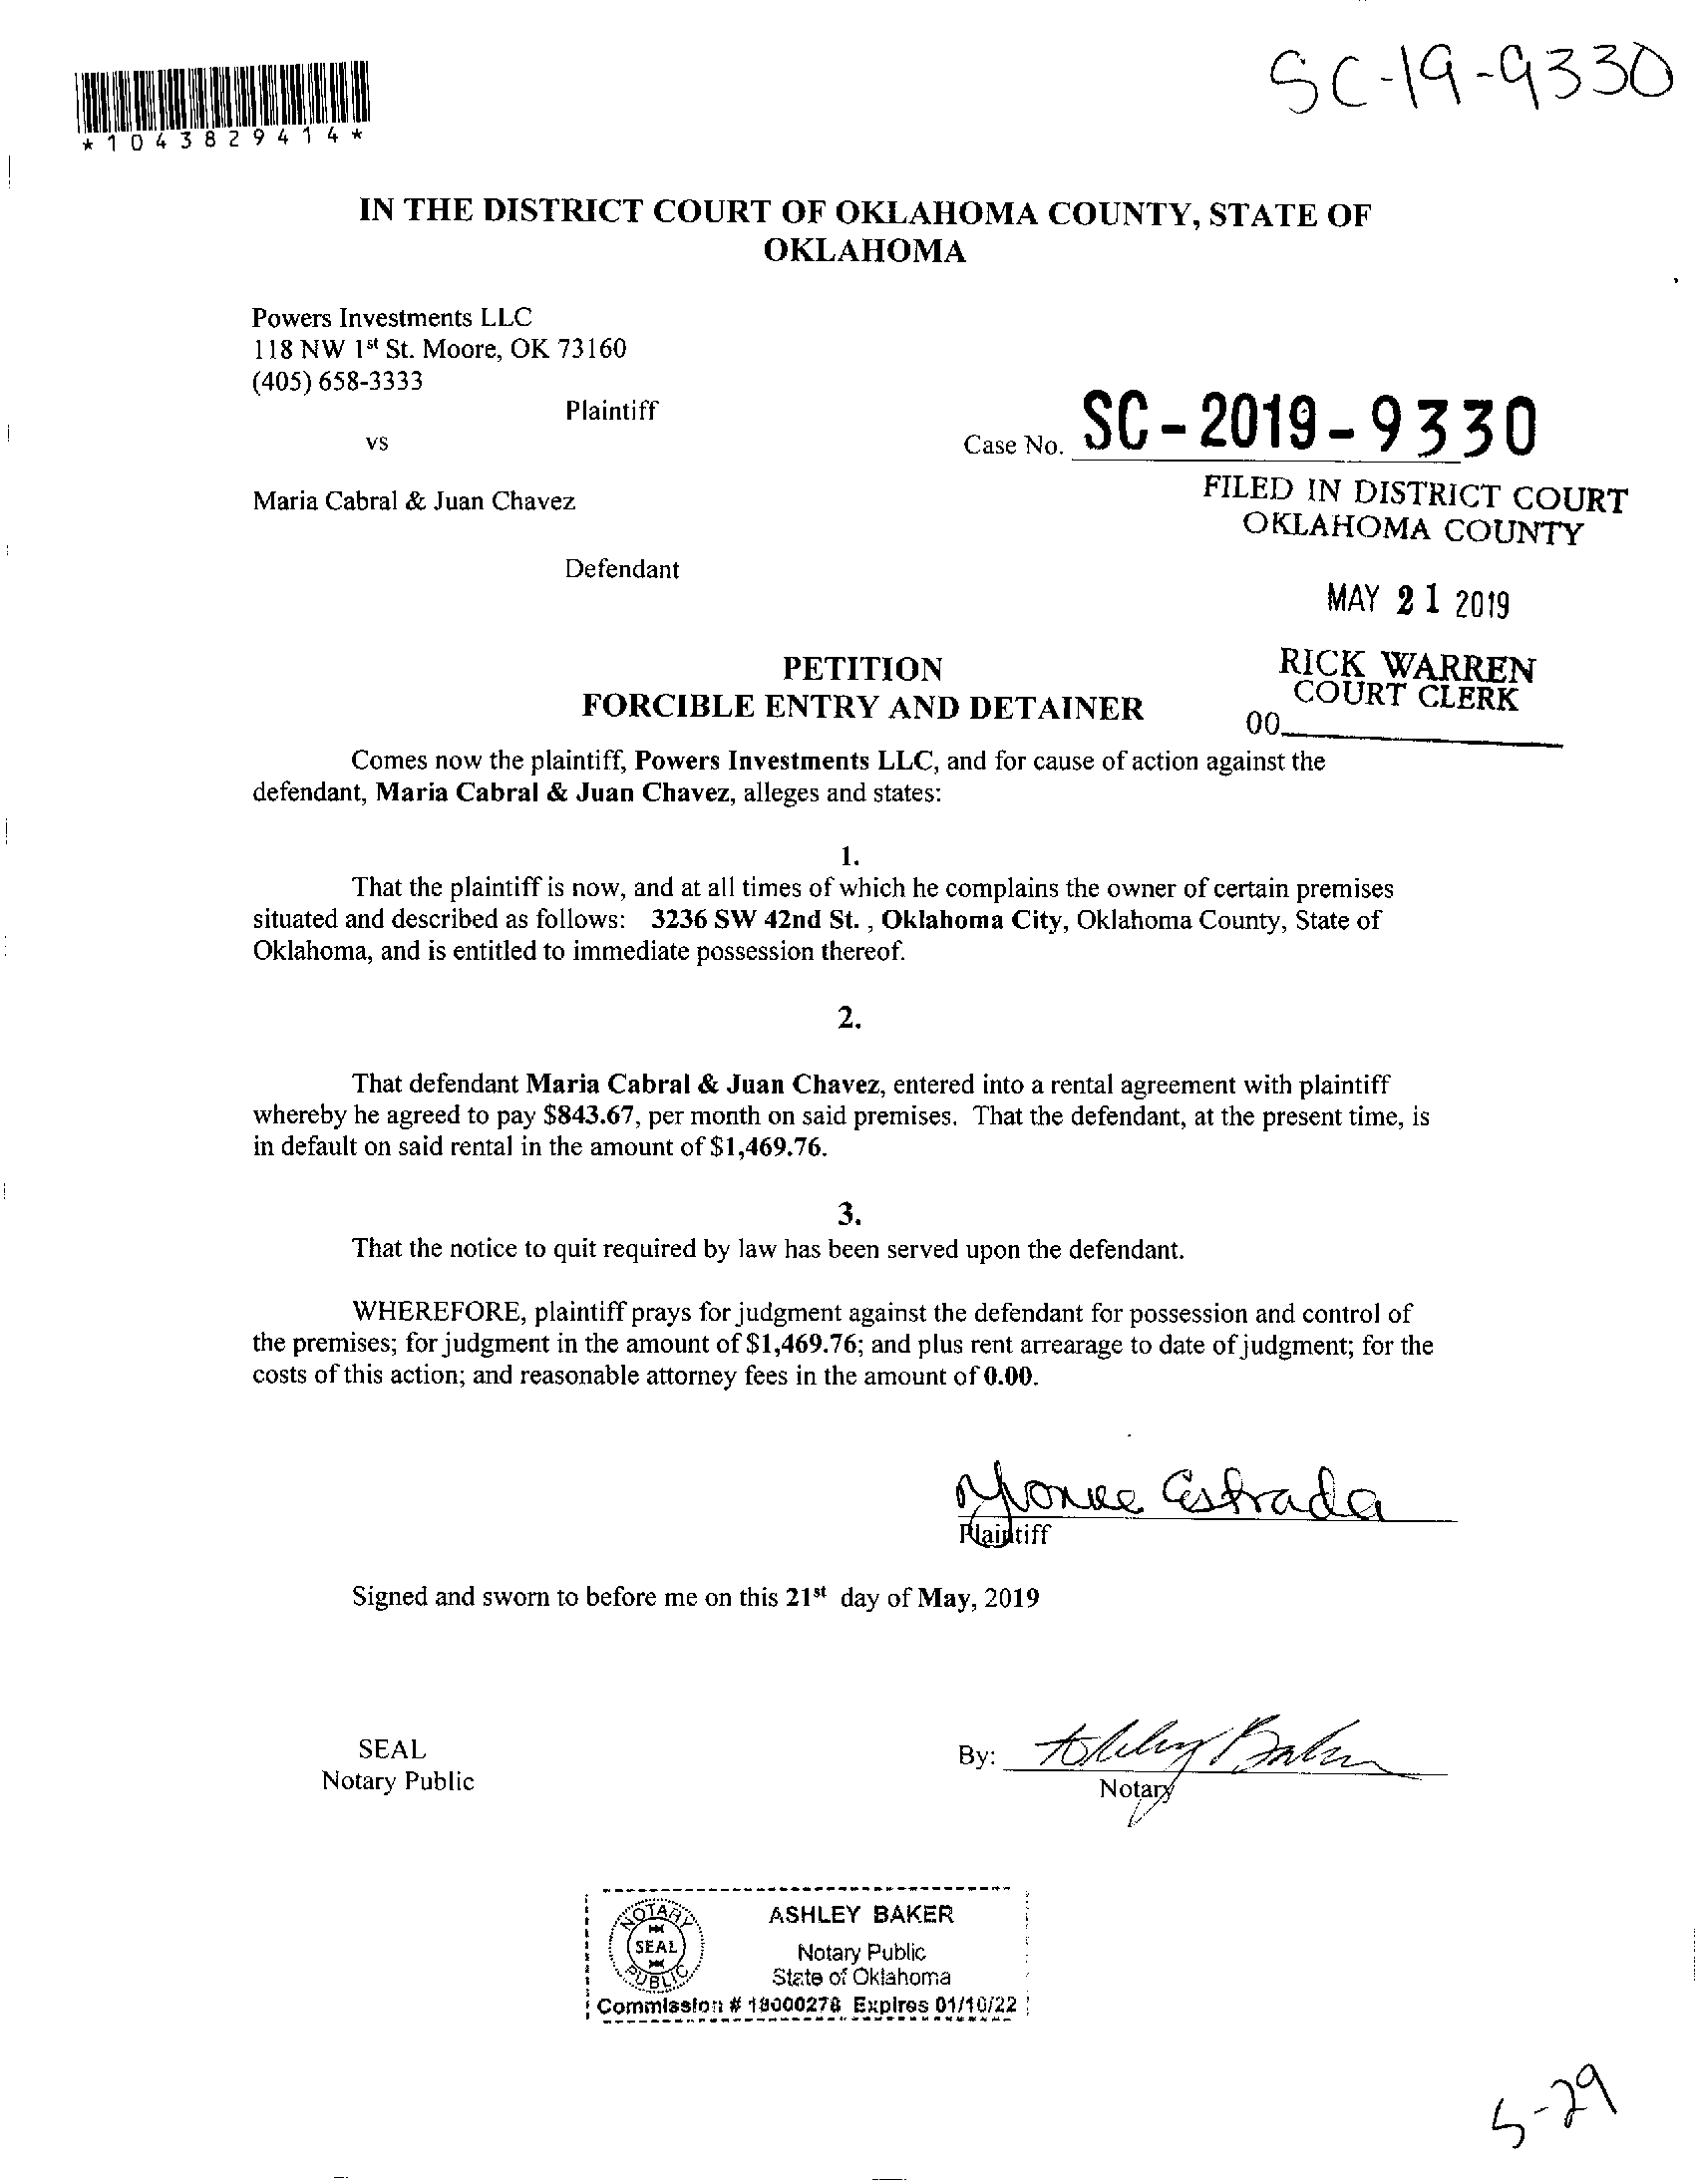 SC-19-9330
*1043829414*
IN THE DISTRICT COURT OF OKLAHOMA COUNTY, STATE OF
OKLAHOMA
Powers Investments LLC
118 NW 1st St. Moore, OK 73160
(405) 658-3333
Plaintiff
vs
Case No. SC-2019-9330
Maria Cabral & Juan Chavez
FILED IN DISTRICT COURT
OKLAHOMA COUNTY
Defendant
MAY 21 2019
PETITION
FORCIBLE ENTRY AND DETAINER
RICK WARREN
COURT CLERK
00
Comes now the plaintiff, Powers Investments LLC, and for cause of action against the
defendant, Maria Cabral & Juan Chavez, alleges and states:
1.
That the plaintiff is now, and at all times of which he complains the owner of certain premises
situated and described as follows: 3236 SW 42nd St. , Oklahoma City, Oklahoma County, State of
Oklahoma, and is entitled to immediate possession thereof.
2.
That defendant Maria Cabral & Juan Chavez, entered into a rental agreement with plaintiff
whereby he agreed to pay $843.67, per month on said premises. That the defendant, at the present time, is
in default on said rental in the amount of $1,469.76.
3.
That the notice to quit required by law has been served upon the defendant.
WHEREFORE, plaintiff prays for judgment against the defendant for possession and control of
the premises; for judgment in the amount of $1,469.76; and plus rent arrearage to date of judgment; for the
costs of this action; and reasonable attorney fees in the amount of 0.00.
Yvonne Estrada
Plaintiff
Signed and sworn to before me on this 21st day of May, 2019
SEAL
Notary Public
By: Ashley Baker
Notary
NOTARY
SEAL
PUBLIC
ASHLEY BAKER
Notary Public
State of Oklahoma
Commission # 18000278 Expires 01/10/22
5-29